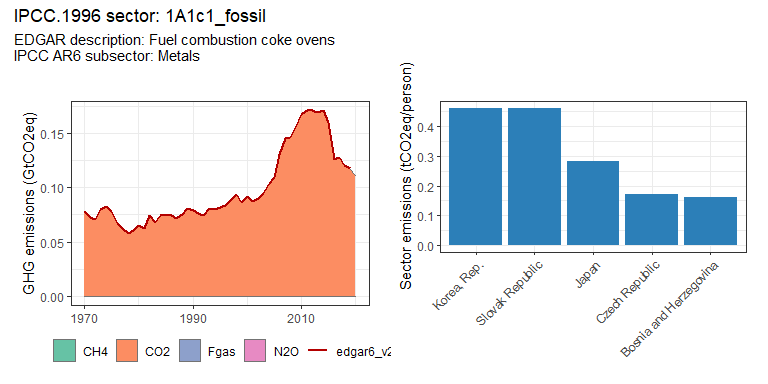 IPCC.1996 sector: 1A1c1_fossil
EDGAR description: Fuel combustion coke ovens
IPCC AR6 subsector: Metals
GHG emissions (GtCO2eq)
0.15
0.10
0.05
0.00
1970
1990
2010
CH4
CO2
Fgas
N2O
edgar6_v2
Sector emissions (tCO2eq/person)
0.4
0.3
0.2
0.1
0.0
Korea, Rep.
Slovak Republic
Japan
Czech Republic
Bosnia and Herzegovina